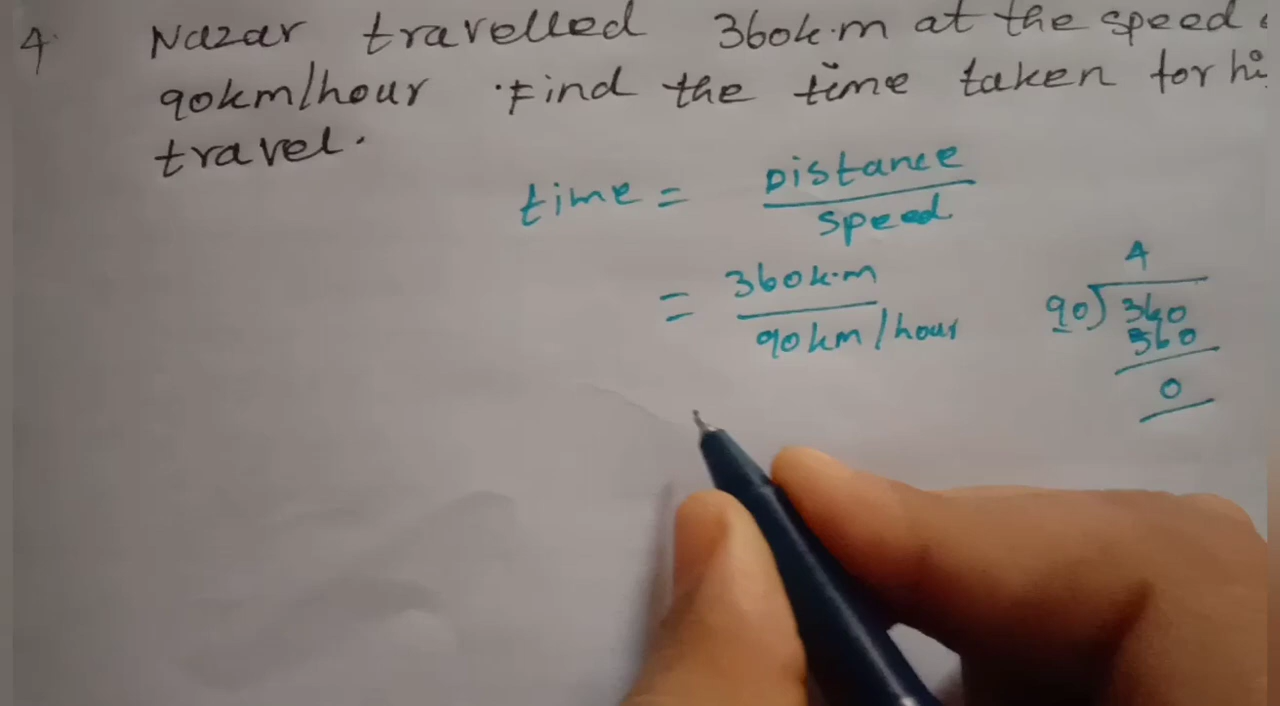 4. Nazar travelled 360k.m at the speed
90km/hour . Find the time taken for hi
travel.
time = Distance
speed
= 360k.m
90km/hour
4
90) 360
360
0